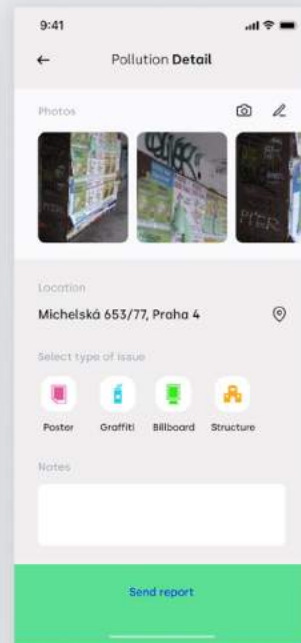 9:41
Pollution Detail
Photos
Location
Michelská 653/77, Praha 4
Select type of issue
Poster Graffiti Billboard Structure
Notes
Send report